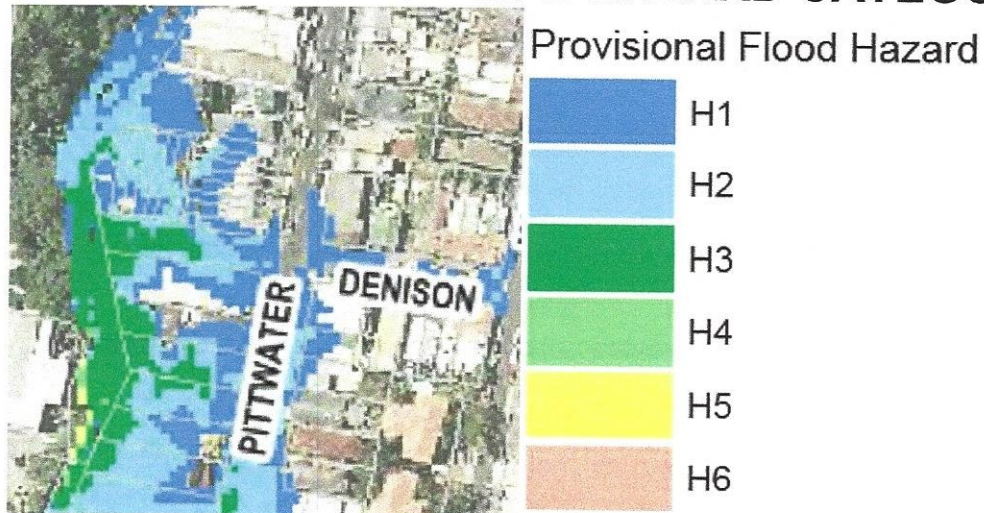 Provisional Flood Hazard
H1
H2
H3
H4
H5
H6
DENISON
PITTWATER